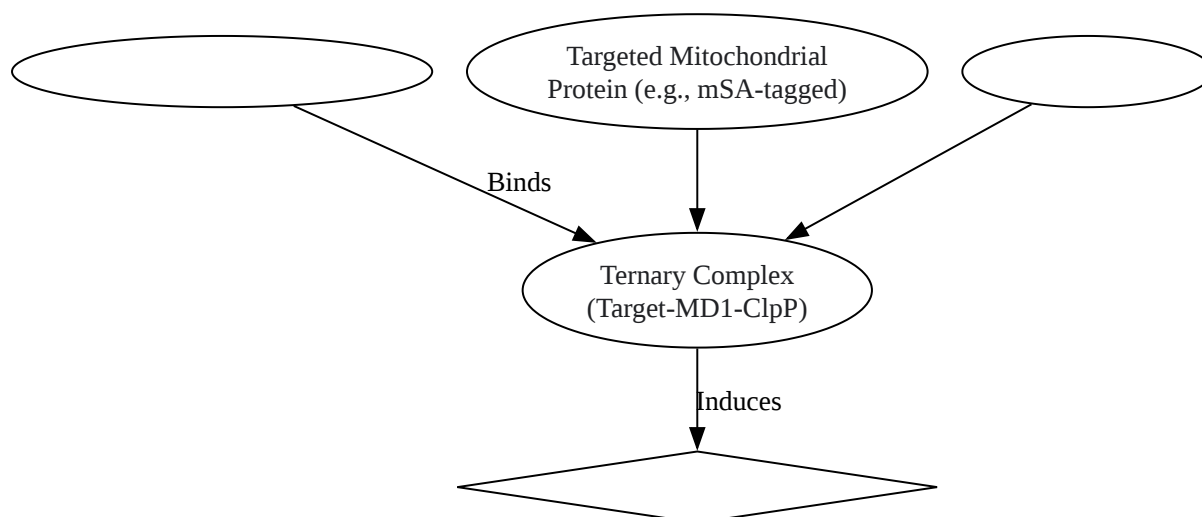 Targeted Mitochondrial
Protein (e.g., mSA-tagged)
Binds
Ternary Complex
(Target-MD1-ClpP)
Induces